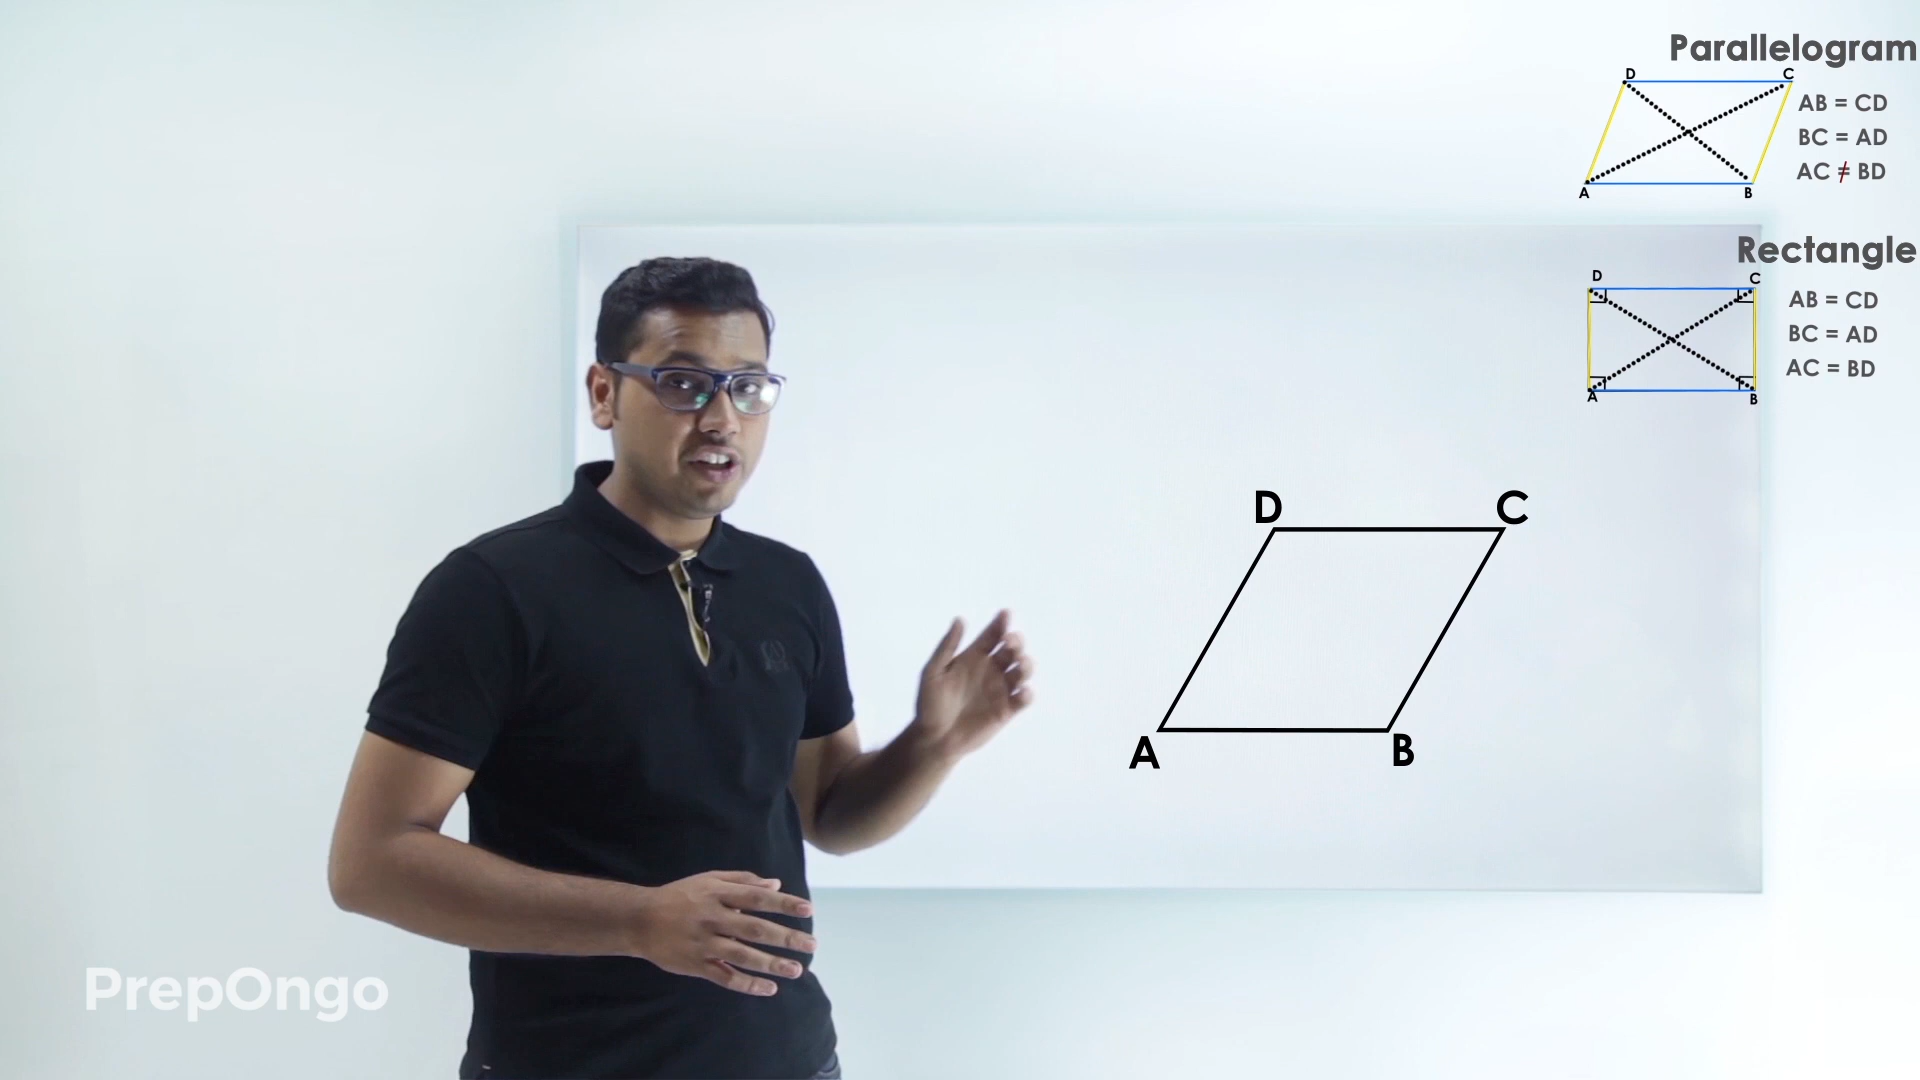 Parallelogram
D C
AB = CD
BC = AD
AC ≠ BD
A B
Rectangle
D C
AB = CD
BC = AD
AC = BD
A B
D C
A B
PrepOngo